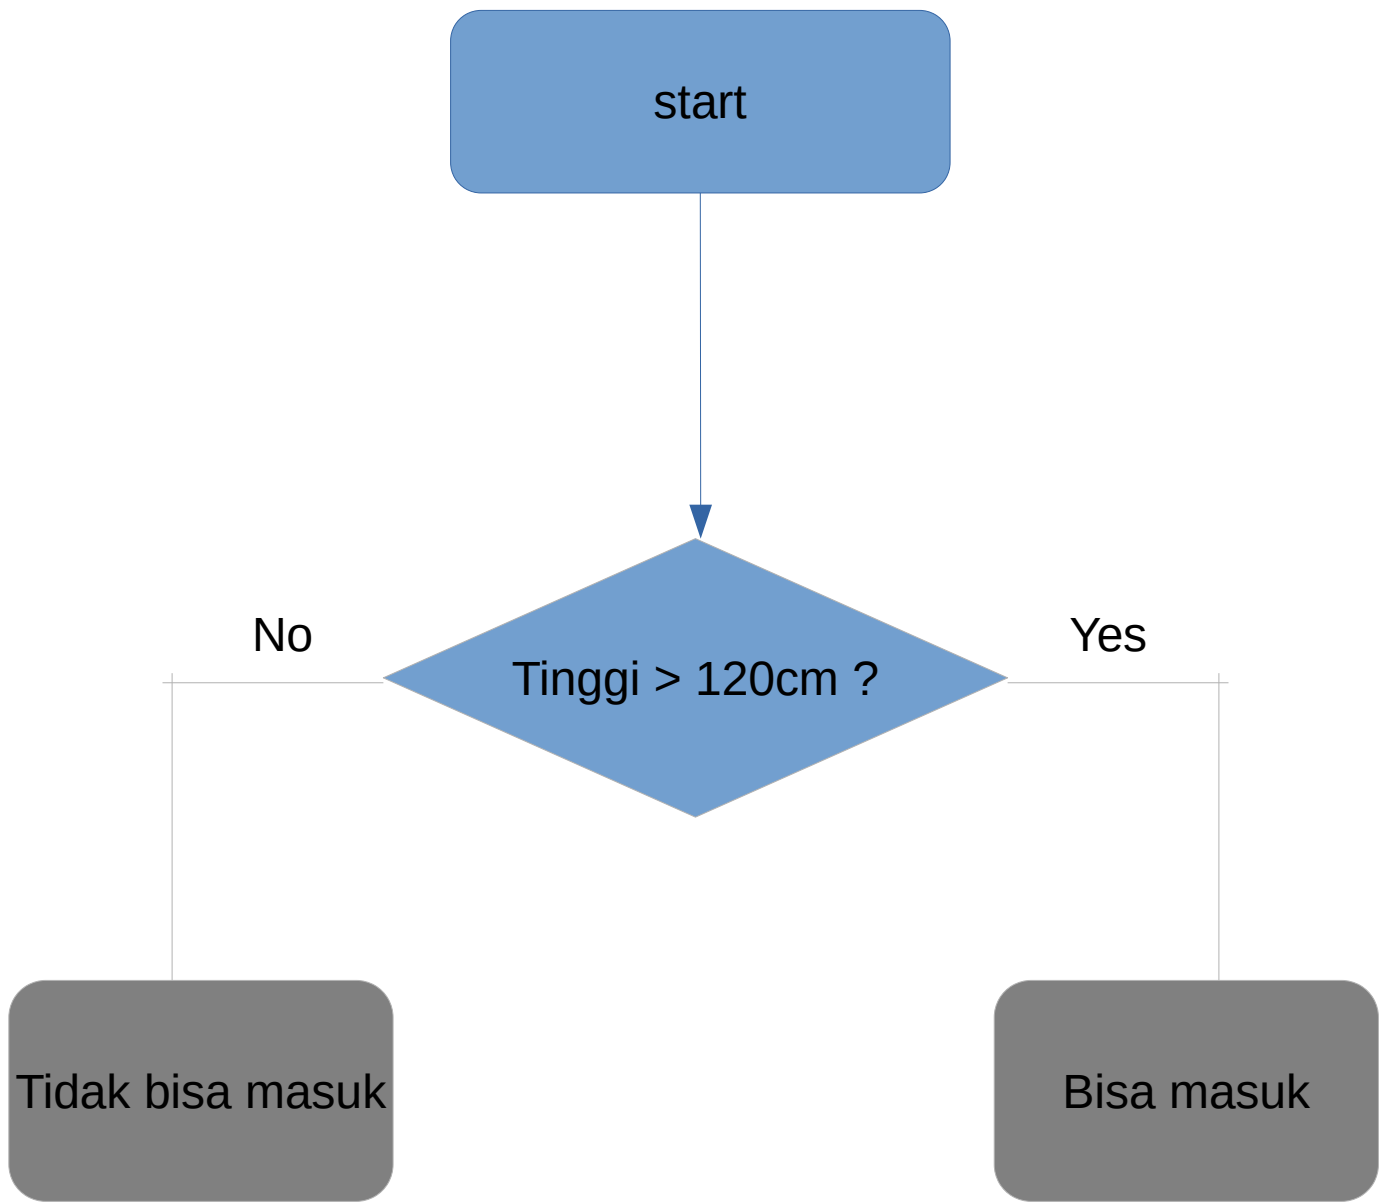 start
No
Yes
Tinggi > 120cm ?
Tidak bisa masuk
Bisa masuk